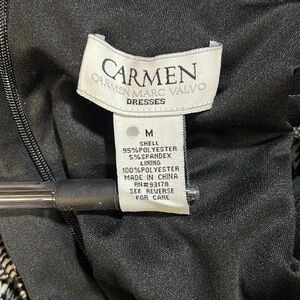 CARMEN
CARMEN MARC VALVO
DRESSES
M
SHELL
95%POLYESTER
5%SPANDEX
LINING
100%POLYESTER
MADE IN CHINA
RN#93178
SEE REVERSE
FOR CARE